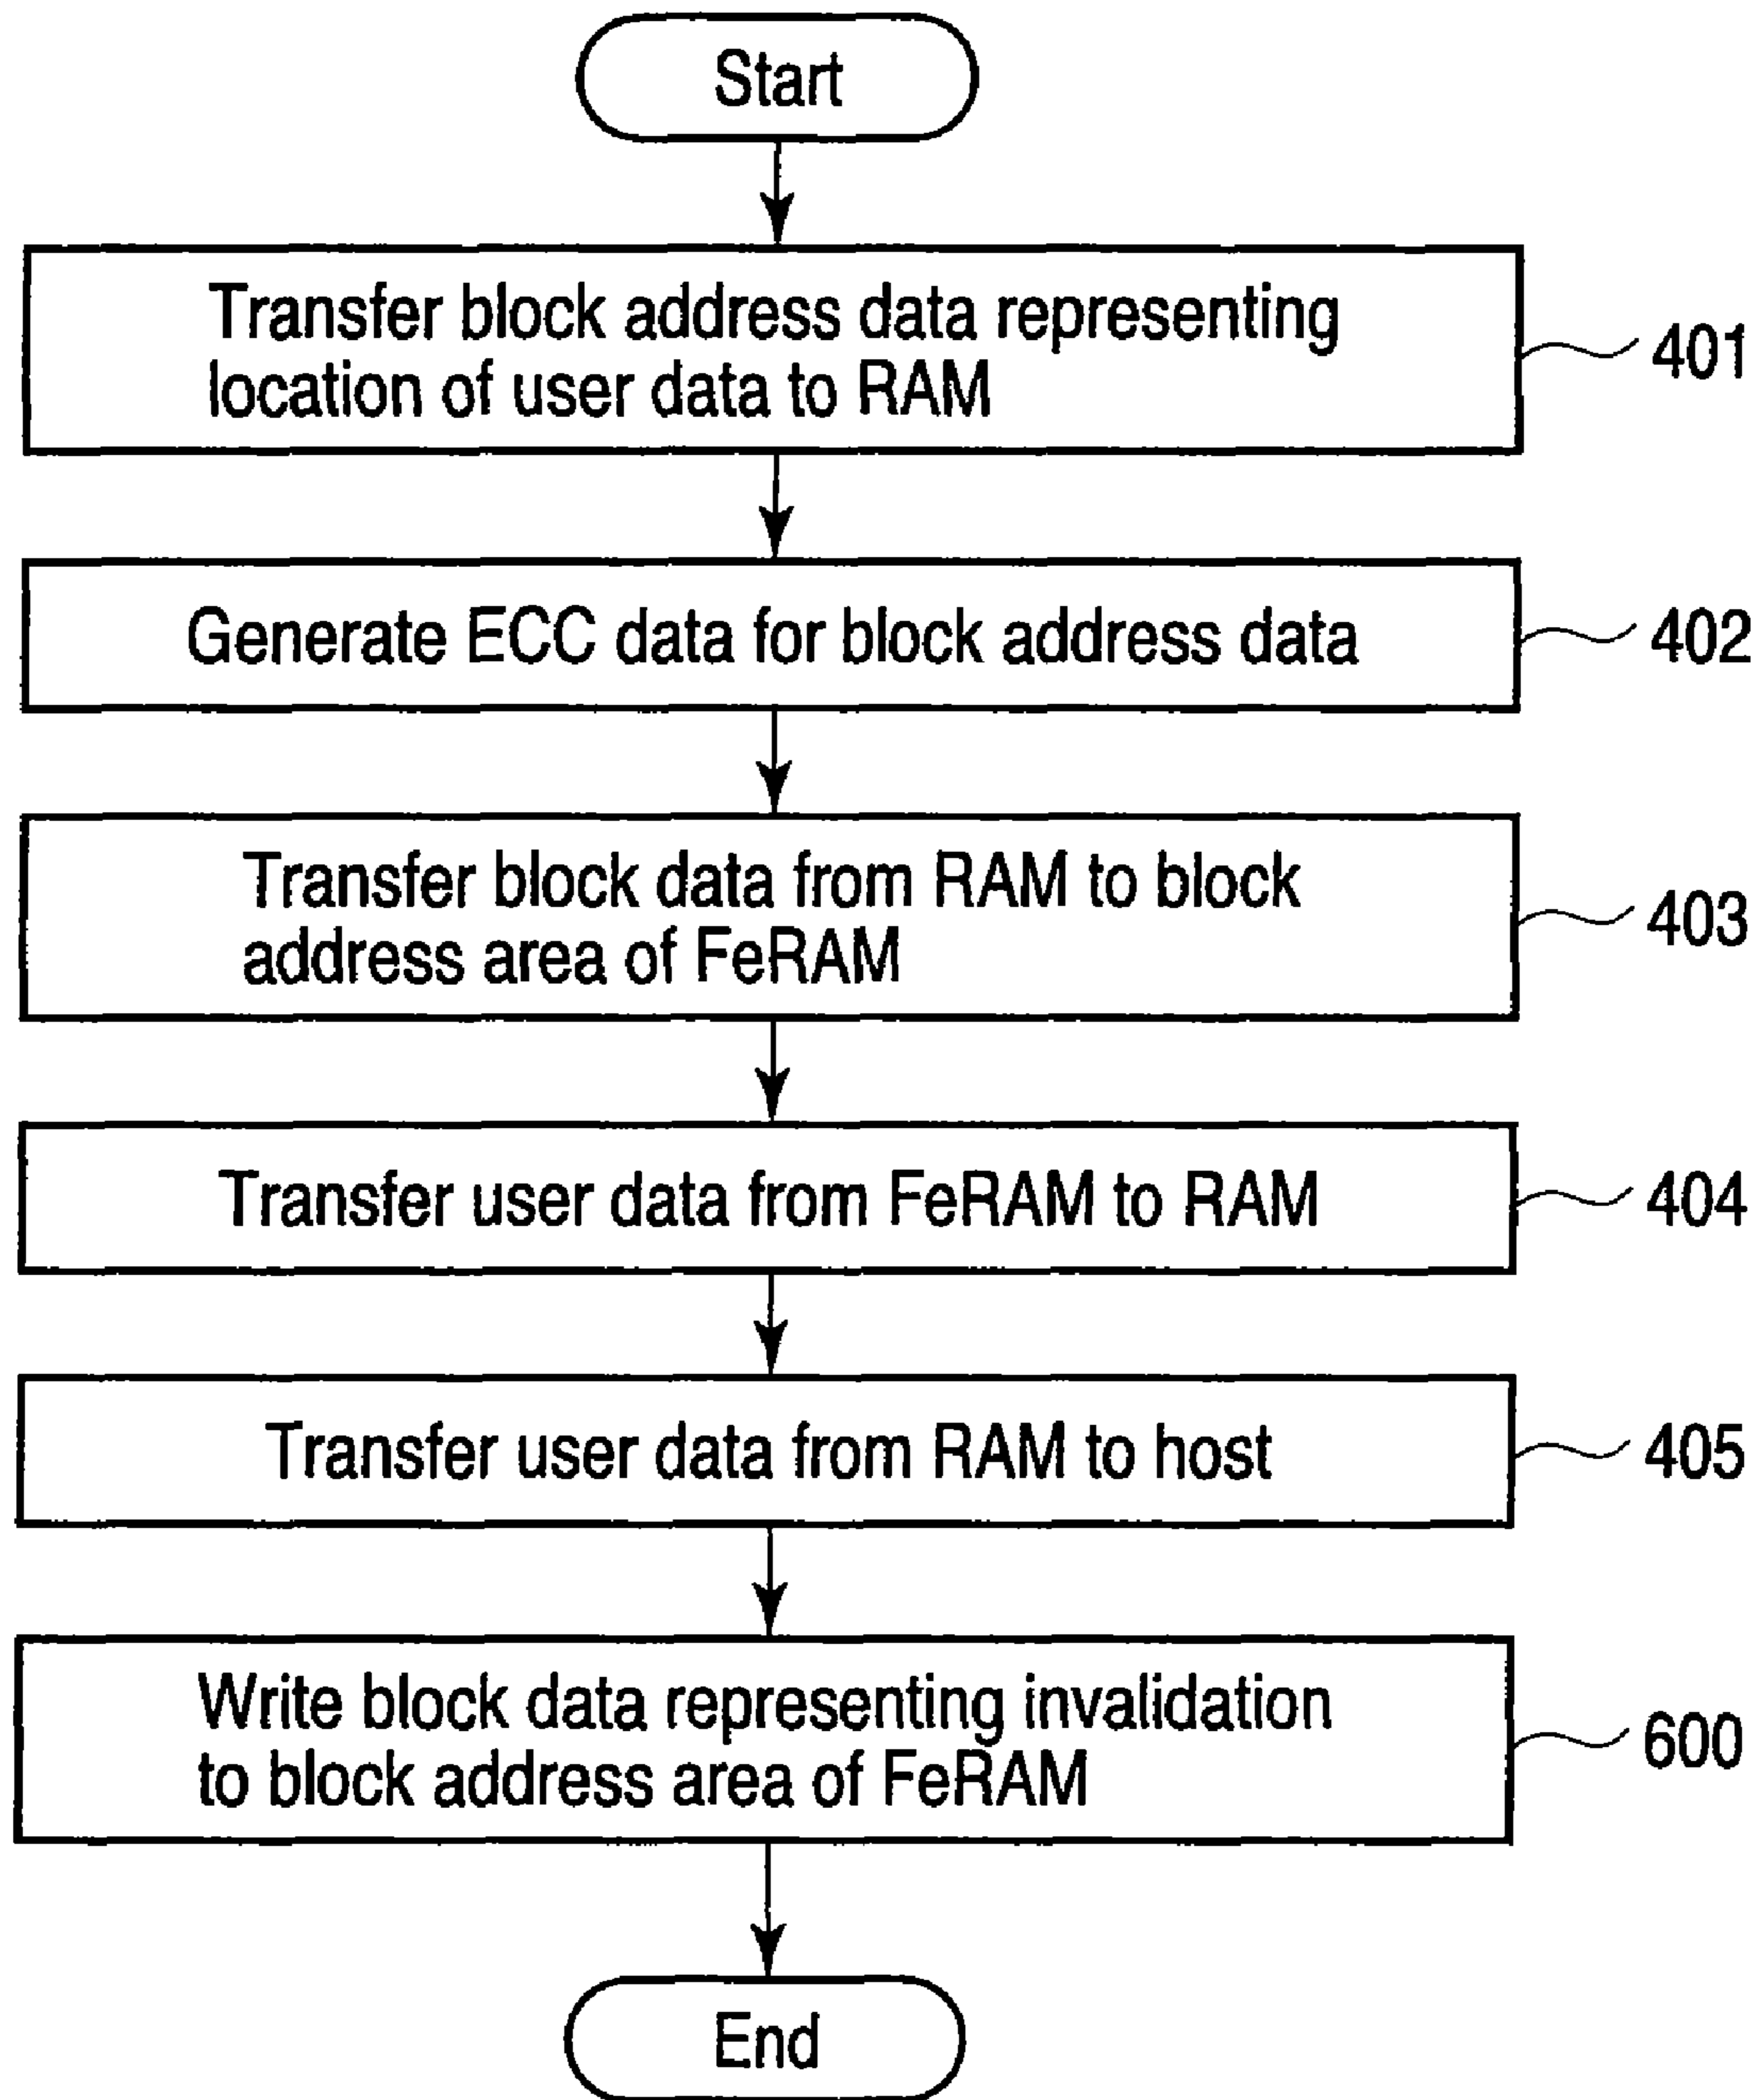 Start
Transfer block address data representing
location of user data to RAM
401
Generate ECC data for block address data
402
Transfer block data from RAM to block
address area of FeRAM
403
Transfer user data from FeRAM to RAM
404
Transfer user data from RAM to host
405
Write block data representing invalidation
to block address area of FeRAM
600
End